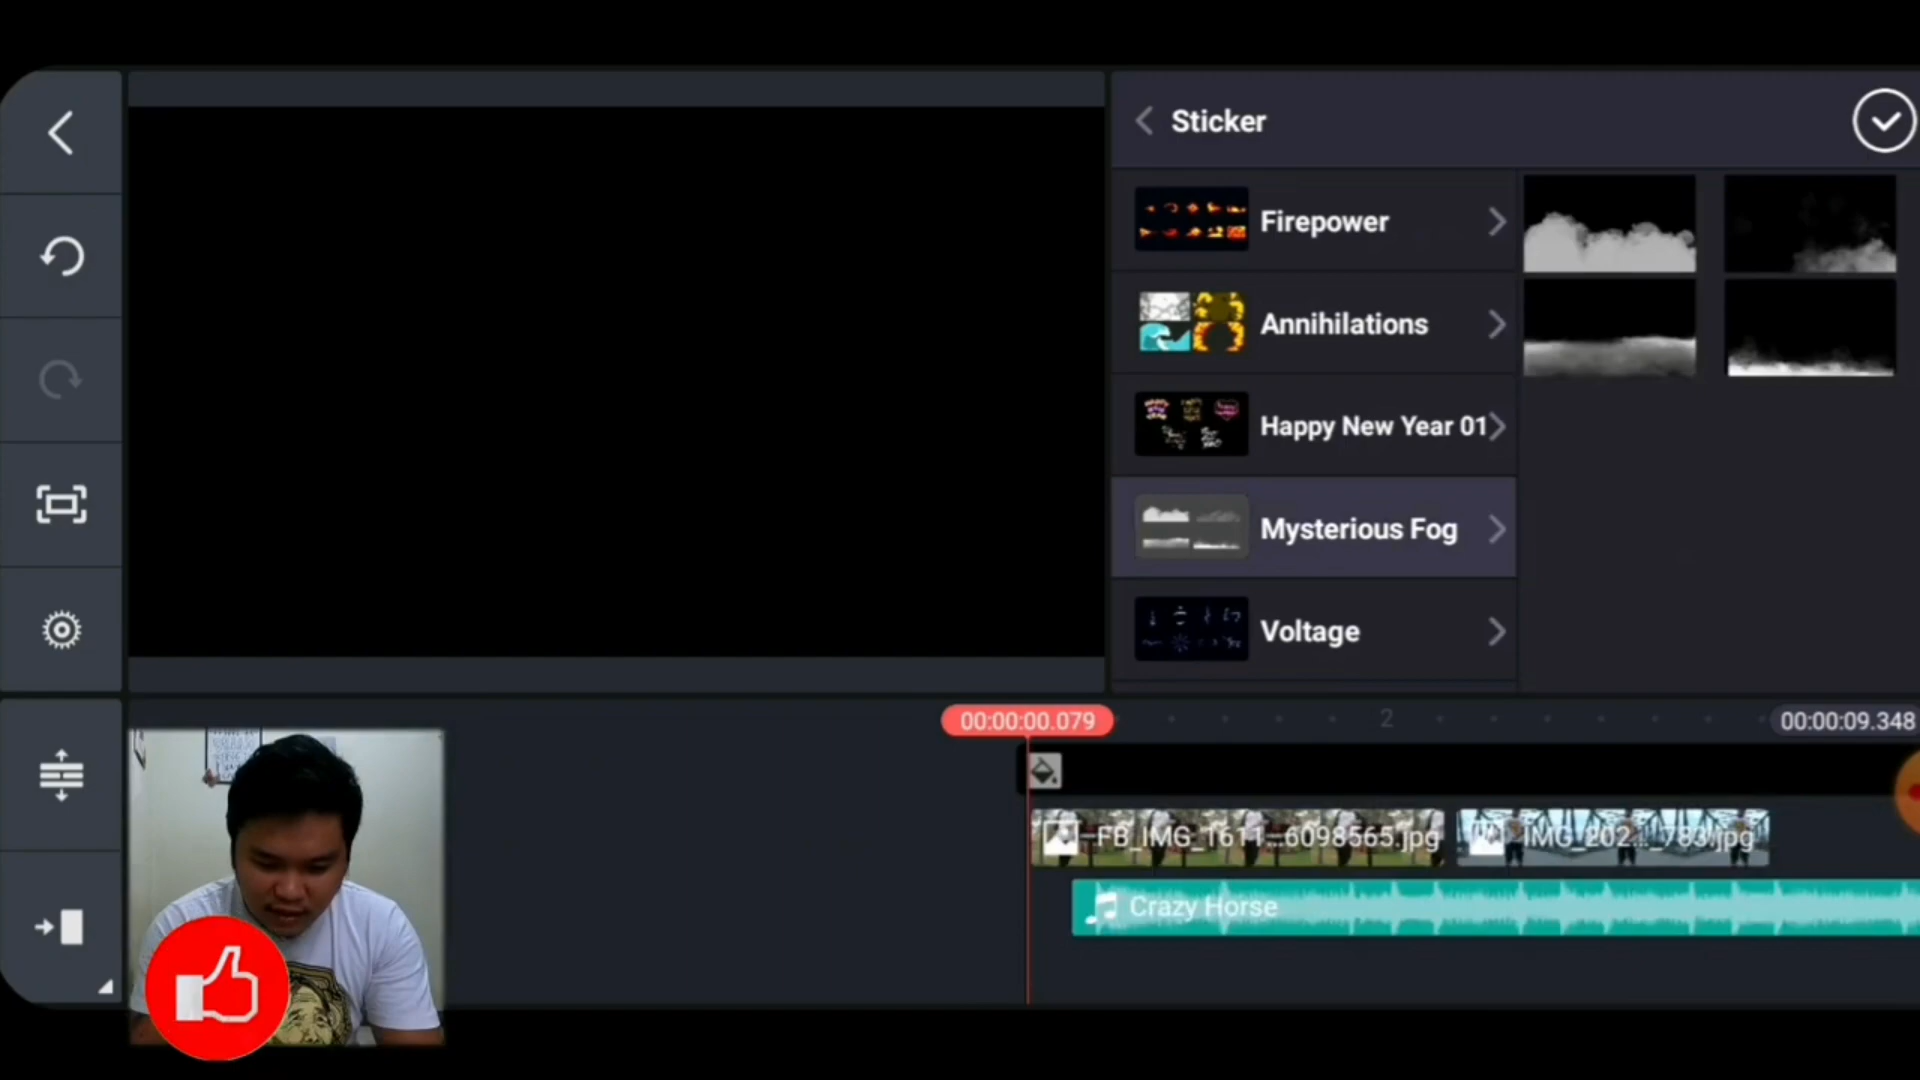 Sticker
Firepower
Annihilations
Happy New Year 01
Mysterious Fog
Voltage
00:00:00.079
2
00:00:09.348
FB_IMG_1611...6098565.jpg
IMG_202..._783.jpg
Crazy Horse